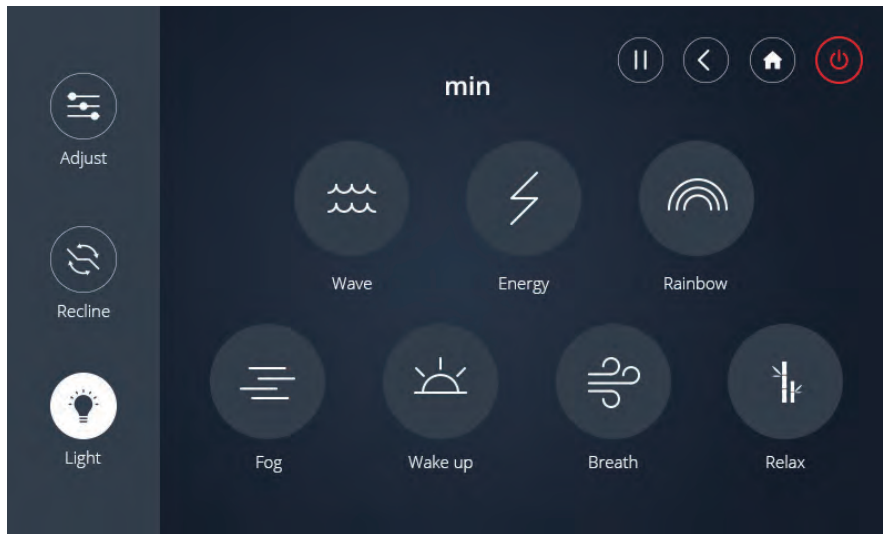 min
Adjust
Wave Energy Rainbow
Recline
Fog Wake up Breath Relax
Light